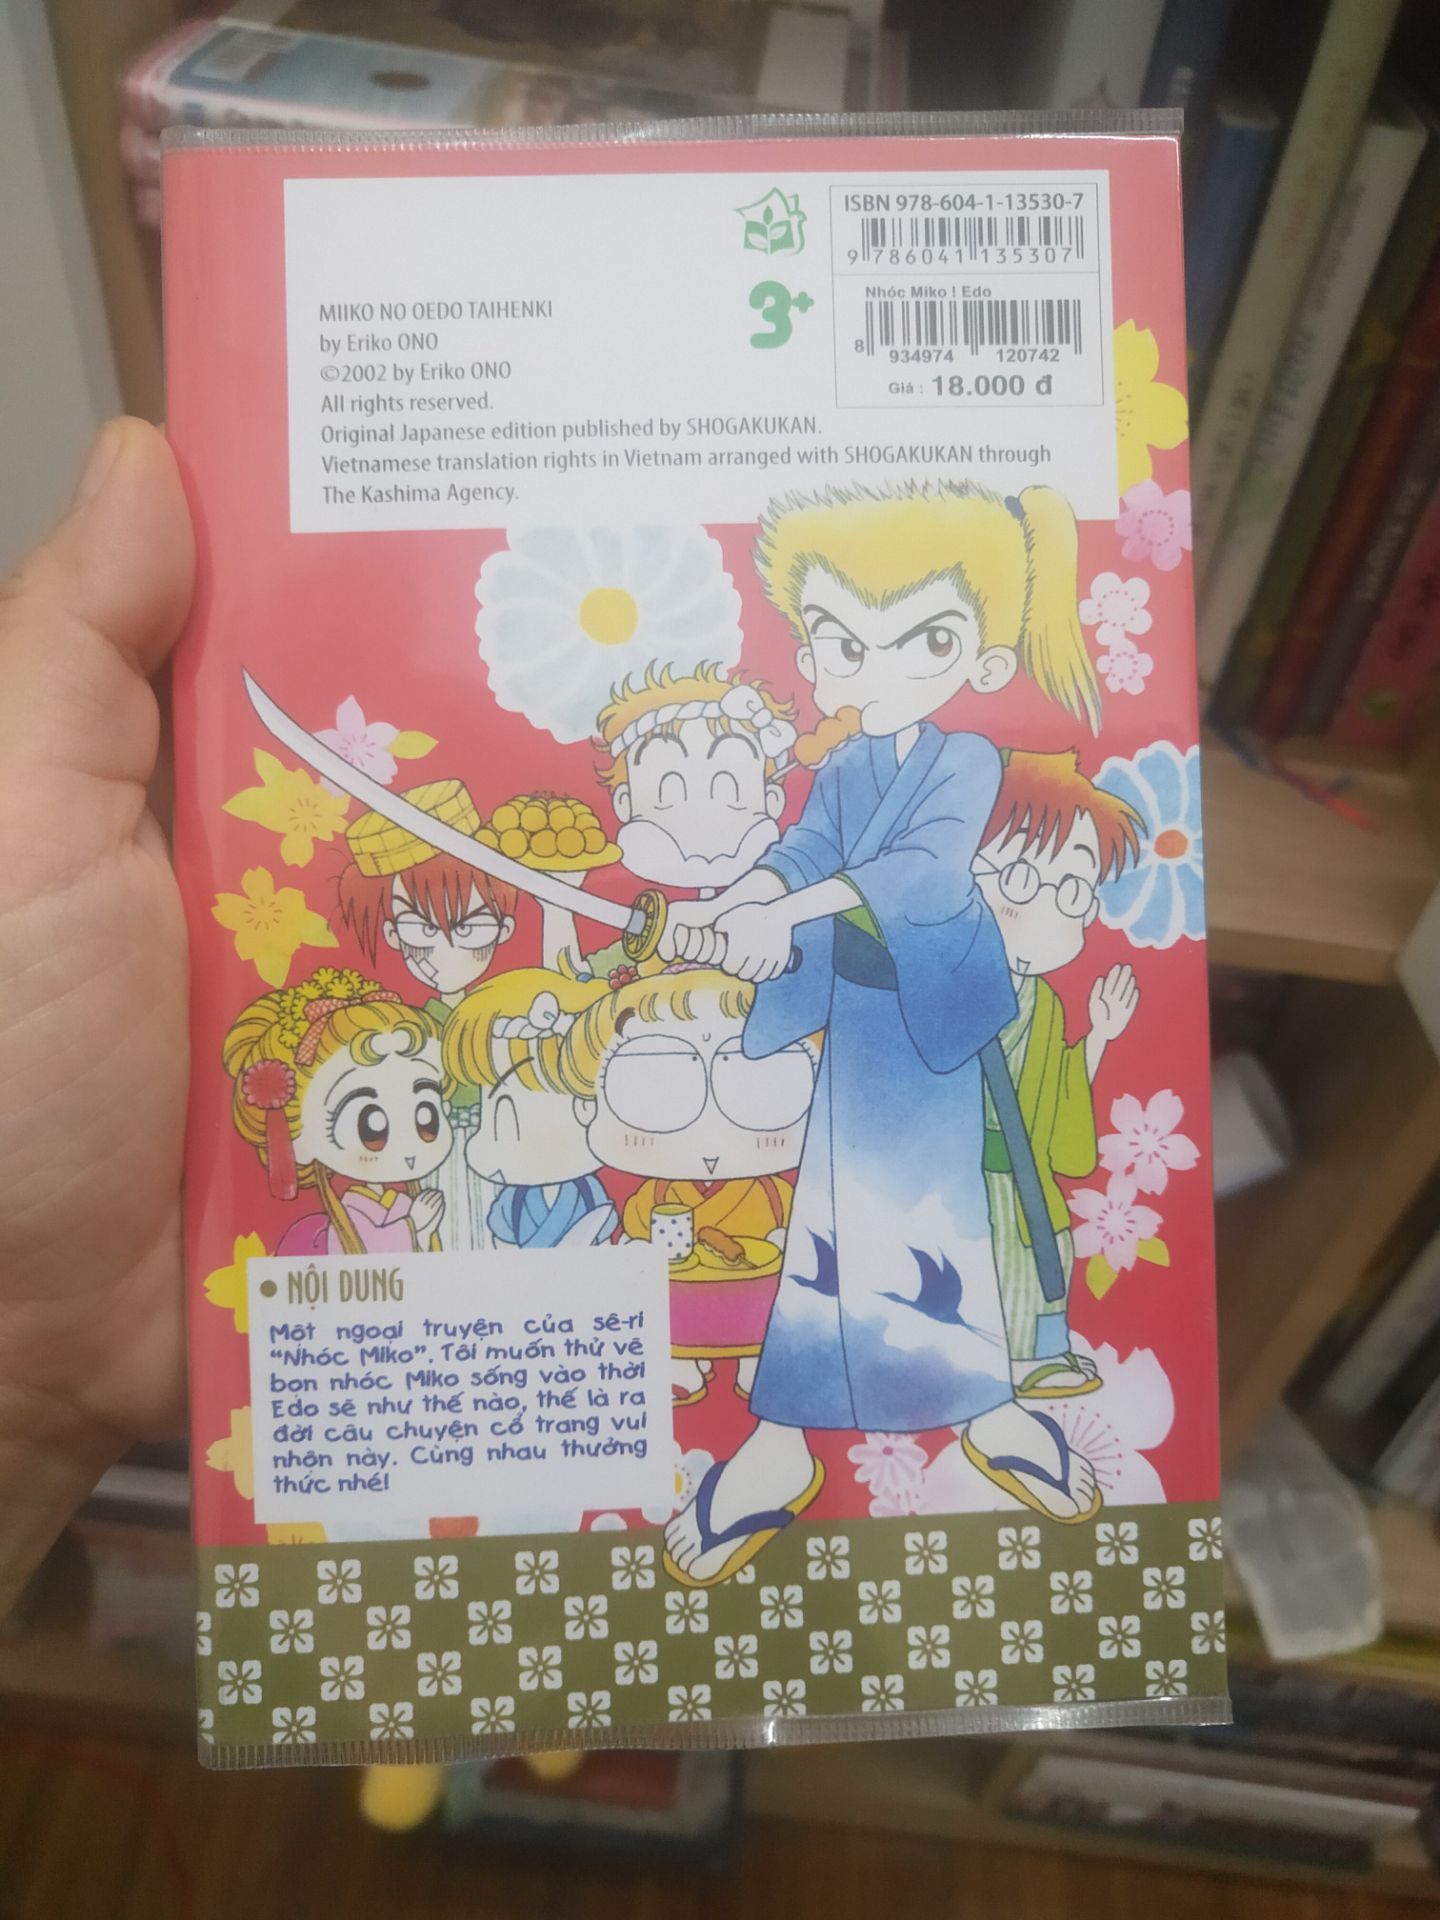 ISBN 978-604-1-13530-7
9 786041 135307
3+
Nhóc Miko ! Edo
8 934974 120742
Giá : 18.000 đ
MIIKO NO OEDO TAIHENKI
by Eriko ONO
©2002 by Eriko ONO
All rights reserved.
Original Japanese edition published by SHOGAKUKAN.
Vietnamese translation rights in Vietnam arranged with SHOGAKUKAN through
The Kashima Agency.
• NỘI DUNG
Một ngoại truyện của sê-ri
“Nhóc Miko”. Tôi muốn thử vẽ
bọn nhóc Miko sống vào thời
Edo sẽ như thế nào, thế là ra
đời câu chuyện cổ trang vui
nhộn này. Cùng nhau thưởng
thức nhé!